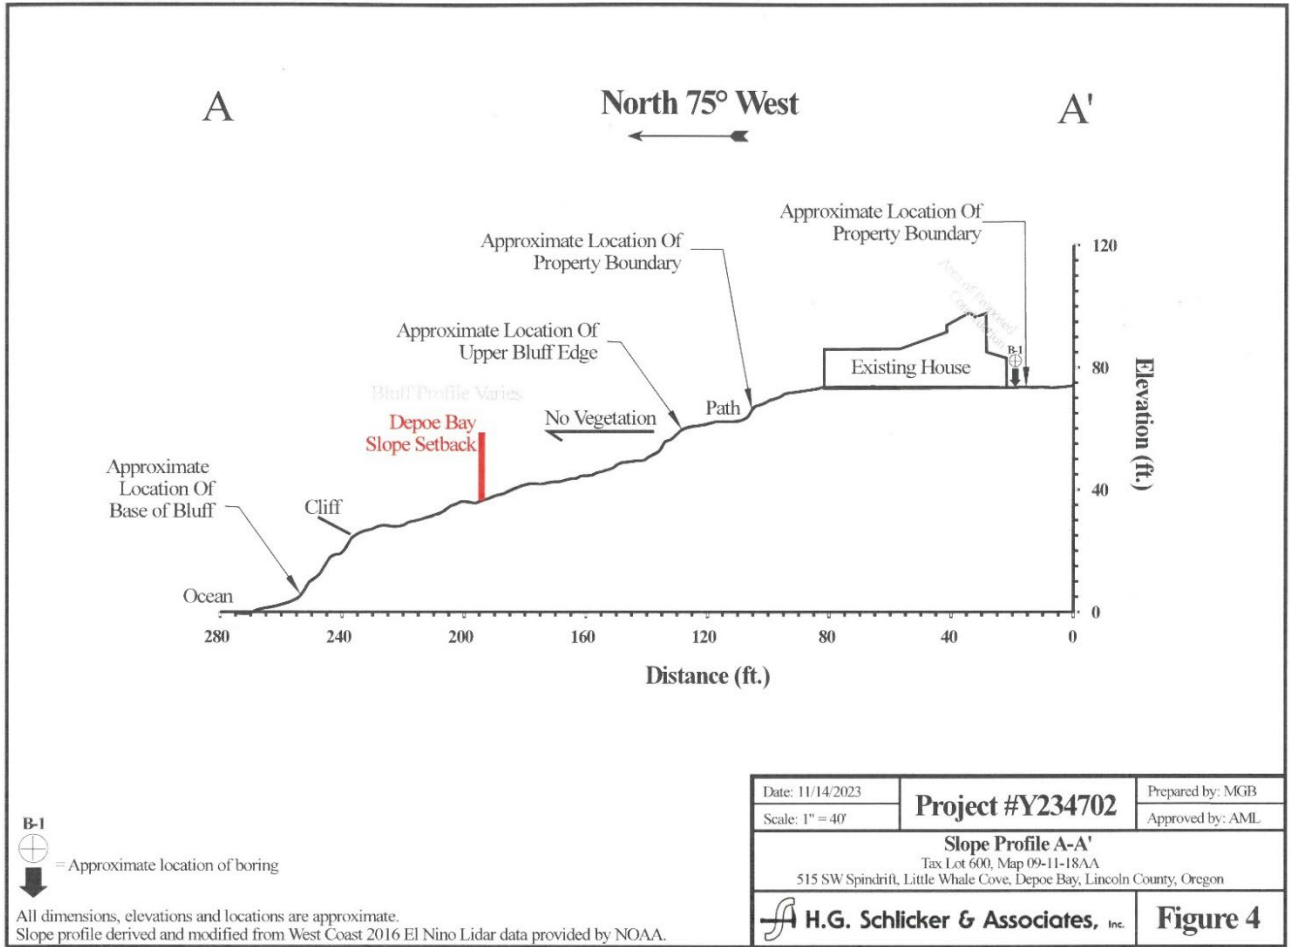 A
North 75° West
A'
Approximate Location Of
Property Boundary
Approximate Location Of
Property Boundary
120
Area of Proposed
Construction
Approximate Location Of
Upper Bluff Edge
B-1
Existing House
80
Elevation (ft.)
Bluff Profile Varies
Path
No Vegetation
Depoe Bay
Slope Setback
Approximate
Location Of
Base of Bluff
40
Cliff
Ocean
0
280
240
200
160
120
80
40
0
Distance (ft.)
B-1
= Approximate location of boring
All dimensions, elevations and locations are approximate.
Slope profile derived and modified from West Coast 2016 El Nino Lidar data provided by NOAA.
Date: 11/14/2023
Scale: 1" = 40'
Project #Y234702
Prepared by: MGB
Approved by: AML
Slope Profile A-A'
Tax Lot 600, Map 09-11-18AA
515 SW Spindrift, Little Whale Cove, Depoe Bay, Lincoln County, Oregon
H.G. Schlicker & Associates, Inc.
Figure 4